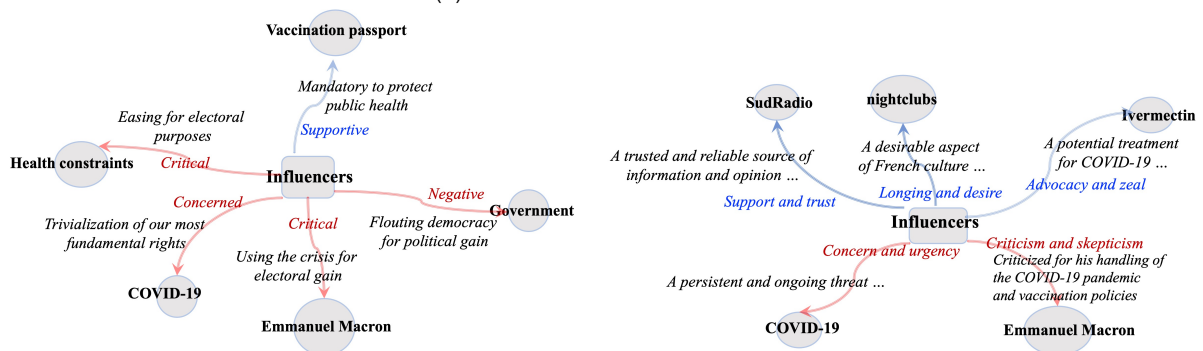 Vaccination passport
Mandatory to protect
public health
Supportive
Easing for electoral
purposes
Health constraints
Critical
Influencers
Concerned
Negative
Government
Trivialization of our most
fundamental rights
Critical
Flouting democracy
for political gain
Using the crisis for
electoral gain
COVID-19
Emmanuel Macron
SudRadio
nightclubs
Ivermectin
A trusted and reliable source of
information and opinion ...
A desirable aspect
of French culture ...
A potential treatment
for COVID-19 ...
Support and trust
Longing and desire
Advocacy and zeal
Influencers
Concern and urgency
Criticism and skepticism
Criticized for his handling of
the COVID-19 pandemic
and vaccination policies
A persistent and ongoing threat ...
COVID-19
Emmanuel Macron